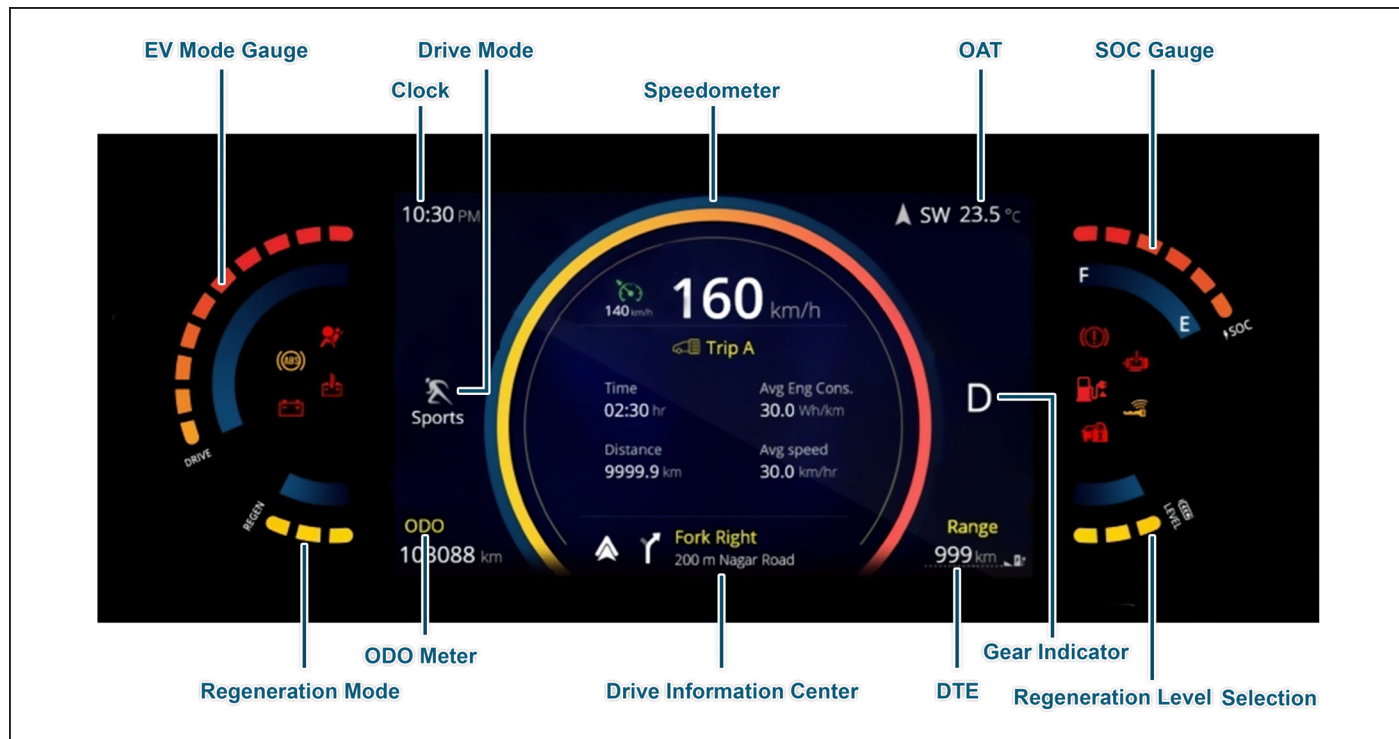 EV Mode Gauge
Drive Mode
OAT
SOC Gauge
Clock
Speedometer
10:30 PM
SW 23.5 °C
F
E
SOC
140 km/h
160 km/h
Trip A
ABS
Time
02:30 hr
Avg Eng Cons.
30.0 Wh/km
D
Sports
Distance
9999.9 km
Avg speed
30.0 km/hr
DRIVE
REGEN
LEVEL
ODO
103088 km
Fork Right
200 m Nagar Road
Range
999 km
ODO Meter
Gear Indicator
Regeneration Mode
Drive Information Center
DTE
Regeneration Level Selection